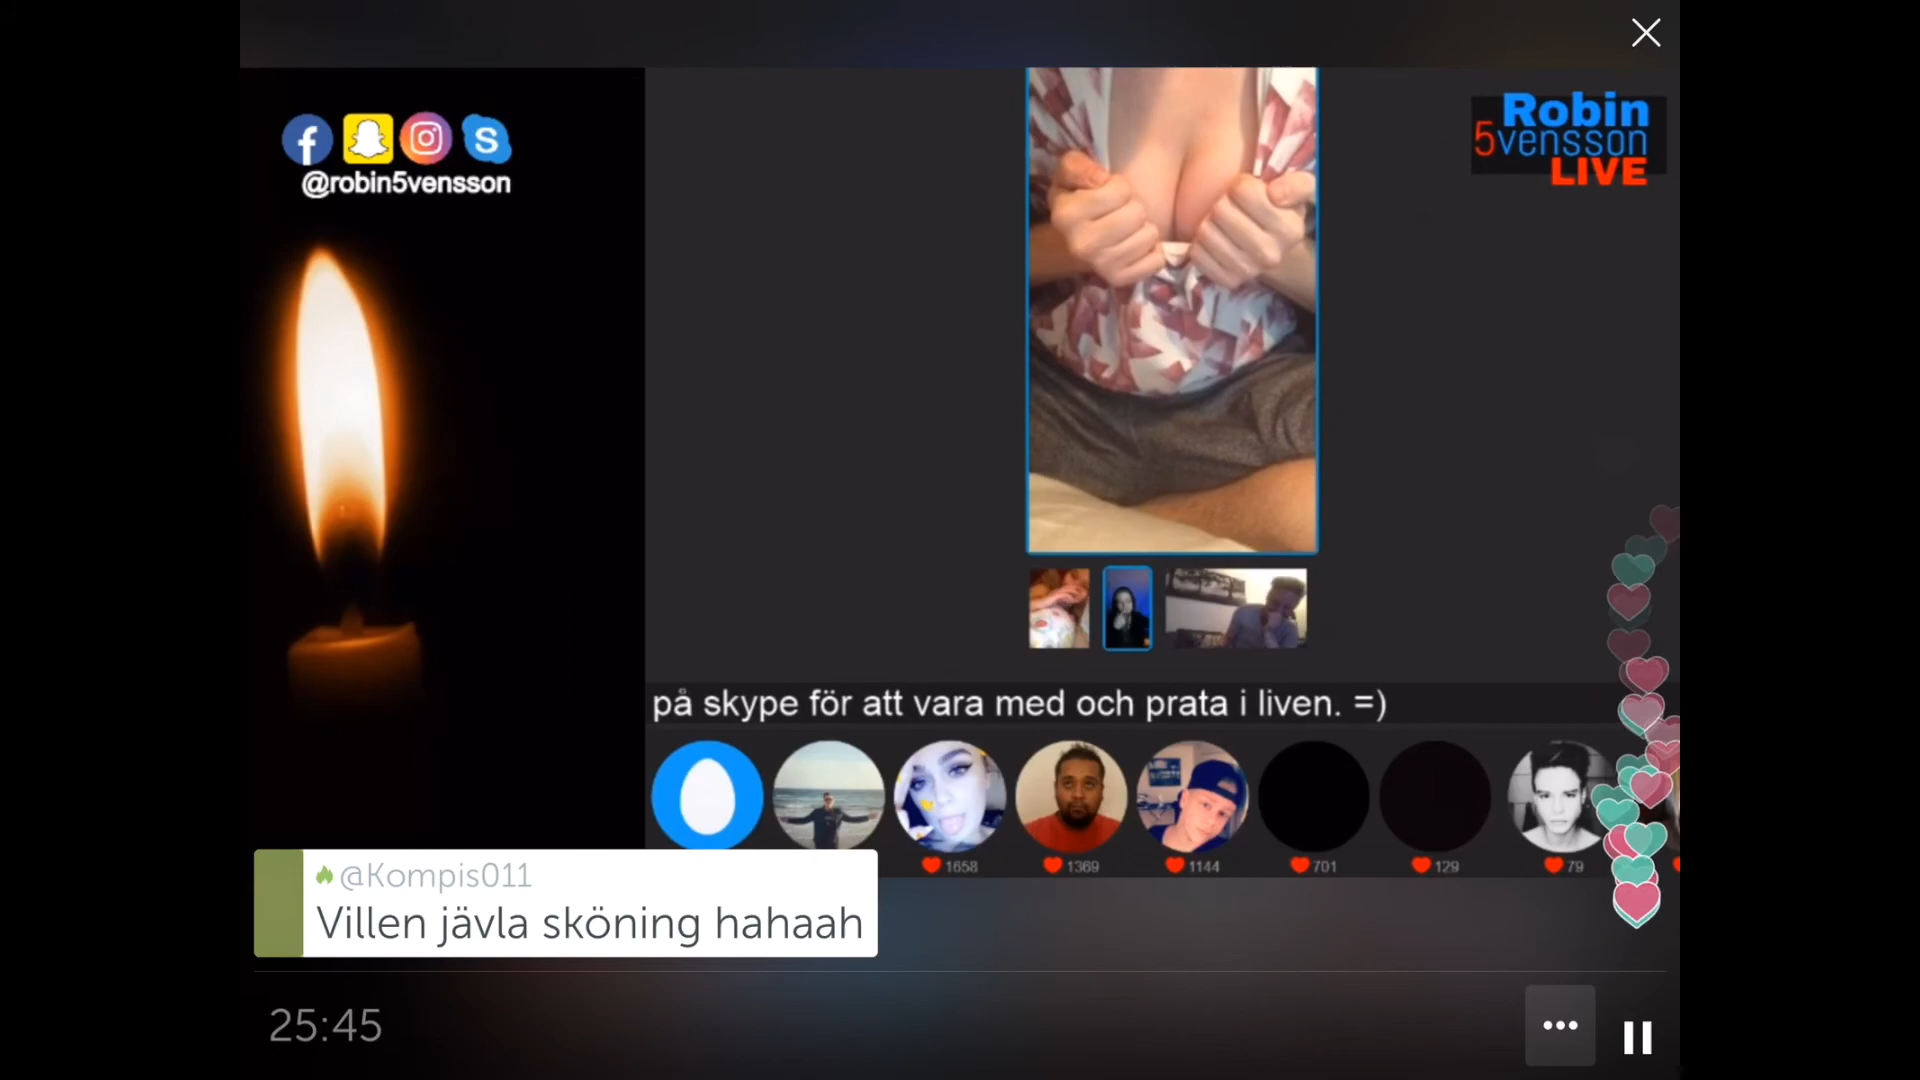 @robin5vensson
Robin
5vensson
LIVE
på skype för att vara med och prata i liven. =)
1658
1369
1144
701
129
79
@Kompis011
Villen jävla sköning hahaah
25:45